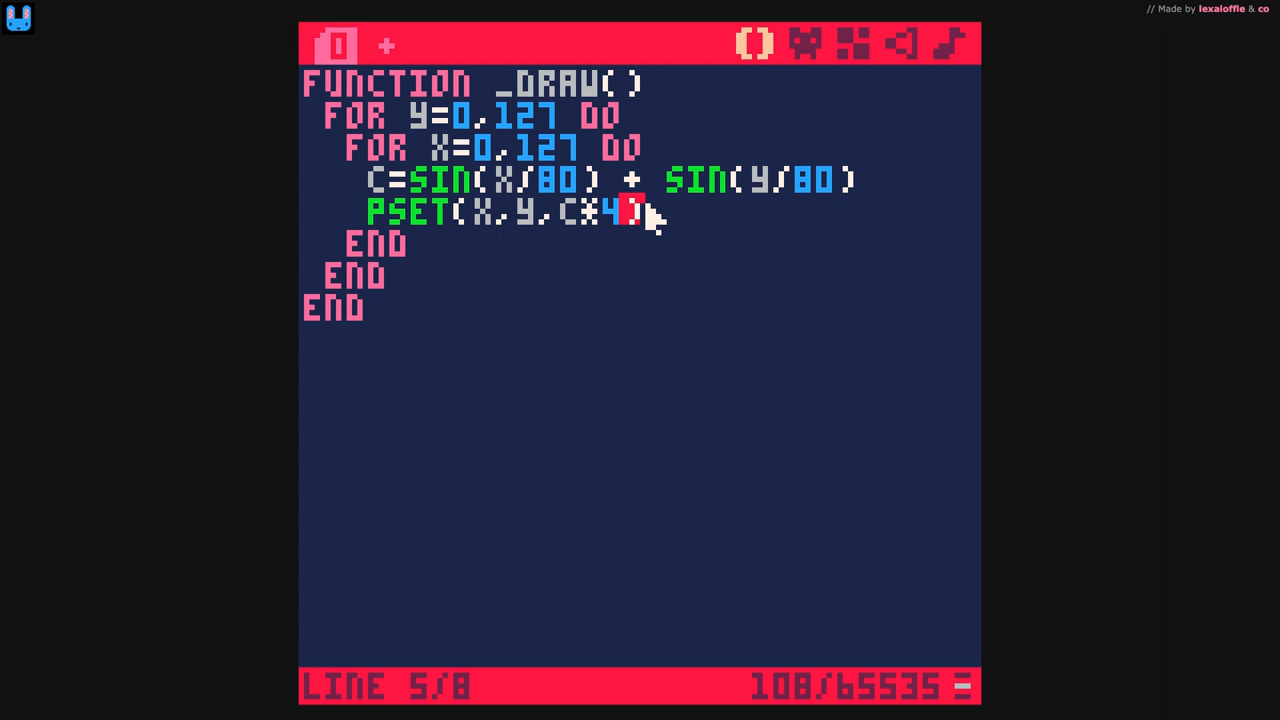 // Made by lexaloffle & co
0 +
FUNCTION _DRAW()
FOR Y=0,127 DO
FOR X=0,127 DO
C=SIN(X/80) + SIN(Y/80)
PSET(X,Y,C*4)
END
END
END
LINE 5/8 108/65535